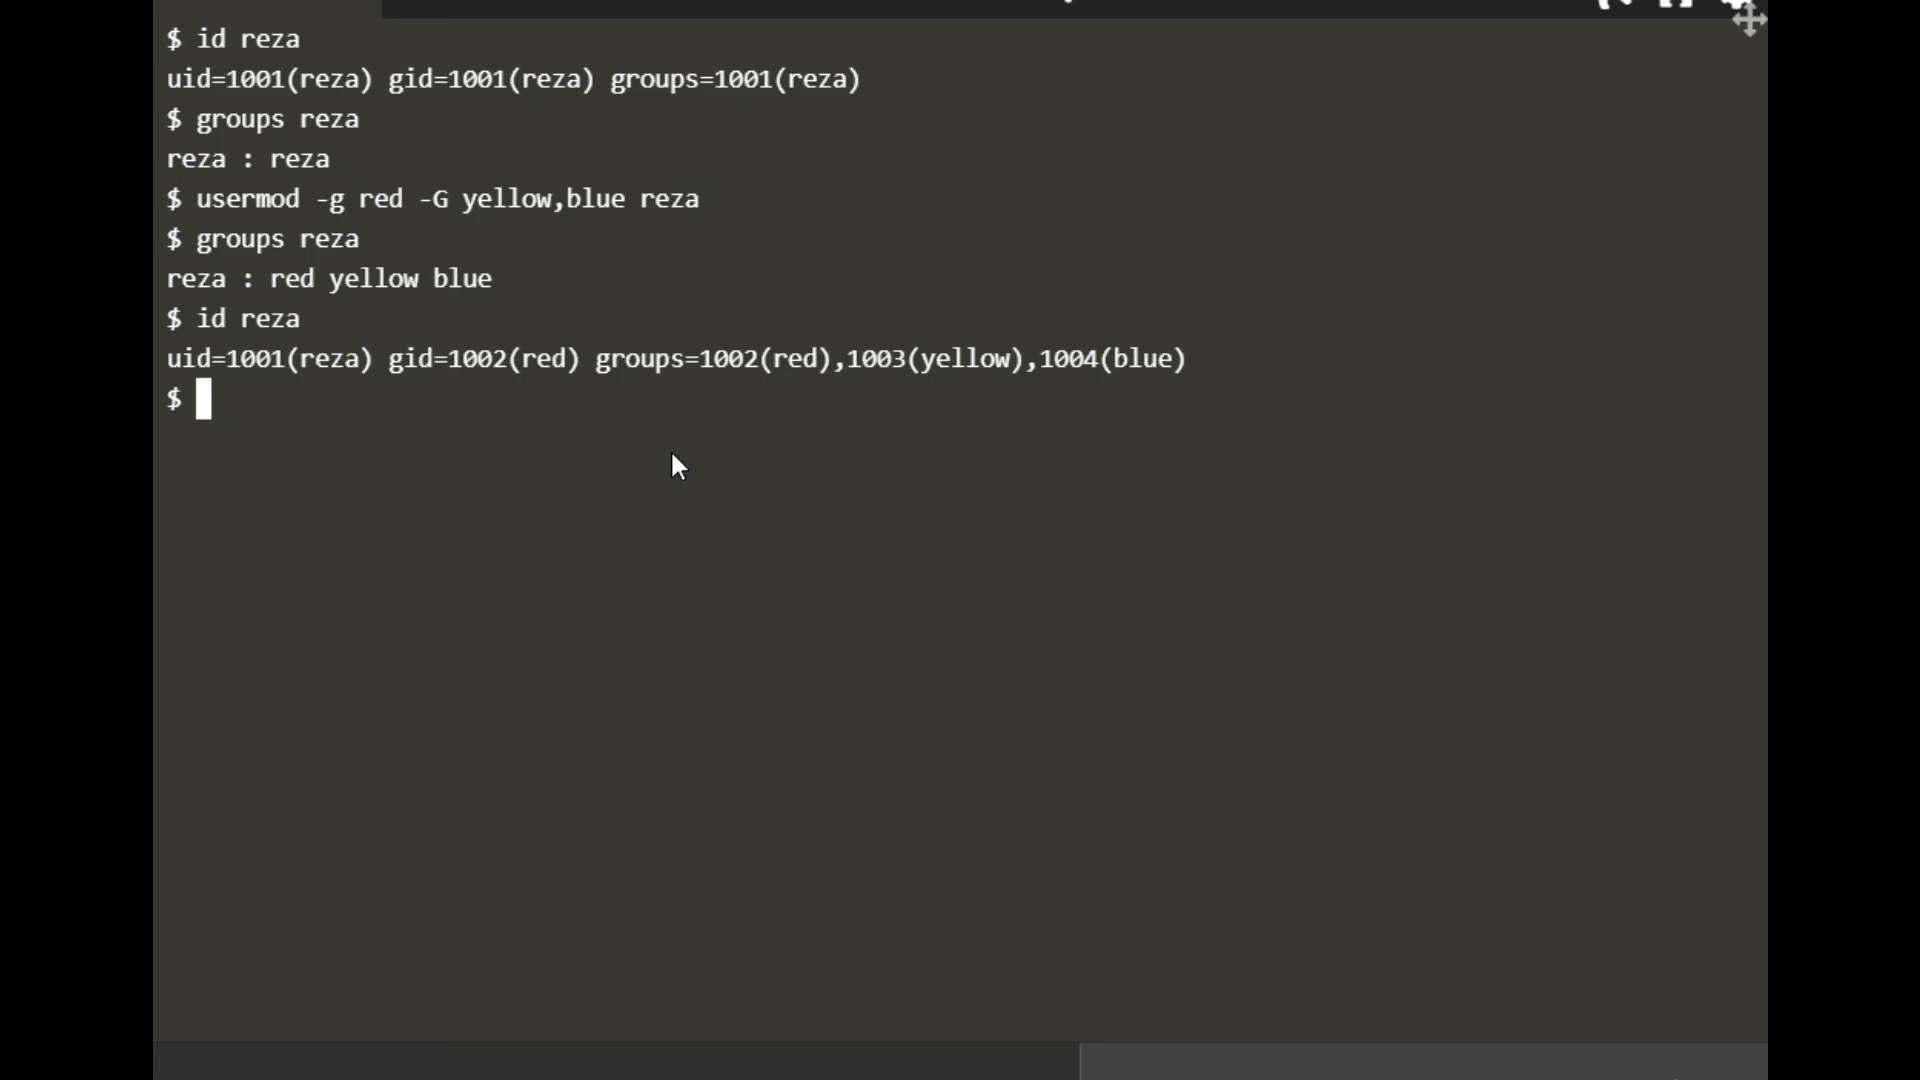 $ id reza
uid=1001(reza) gid=1001(reza) groups=1001(reza)
$ groups reza
reza : reza
$ usermod -g red -G yellow,blue reza
$ groups reza
reza : red yellow blue
$ id reza
uid=1001(reza) gid=1002(red) groups=1002(red),1003(yellow),1004(blue)
$